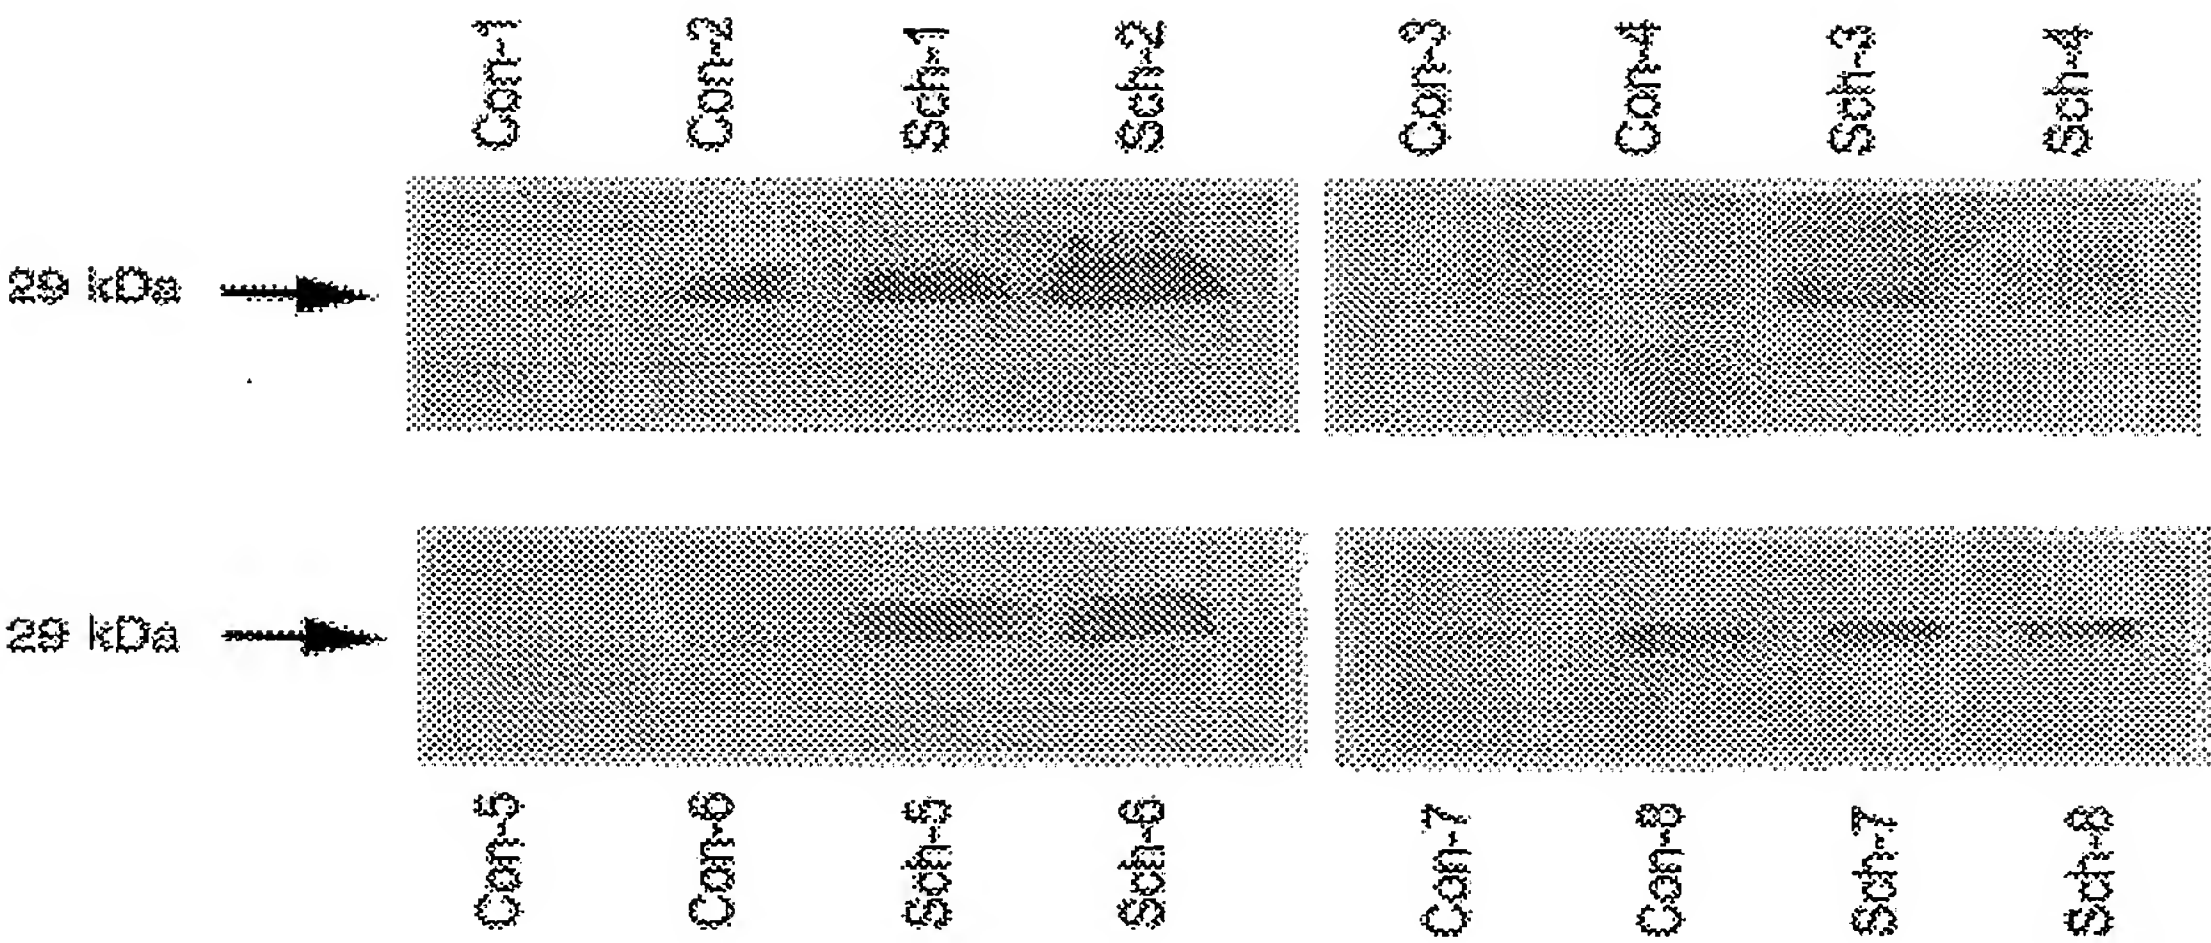 Con-1 Con-2 Sch-1 Sch-2 Con-3 Con-4 Sch-3 Sch-4
29 kDa
29 kDa
Con-5 Con-6 Sch-5 Sch-6 Con-7 Con-8 Sch-7 Sch-8